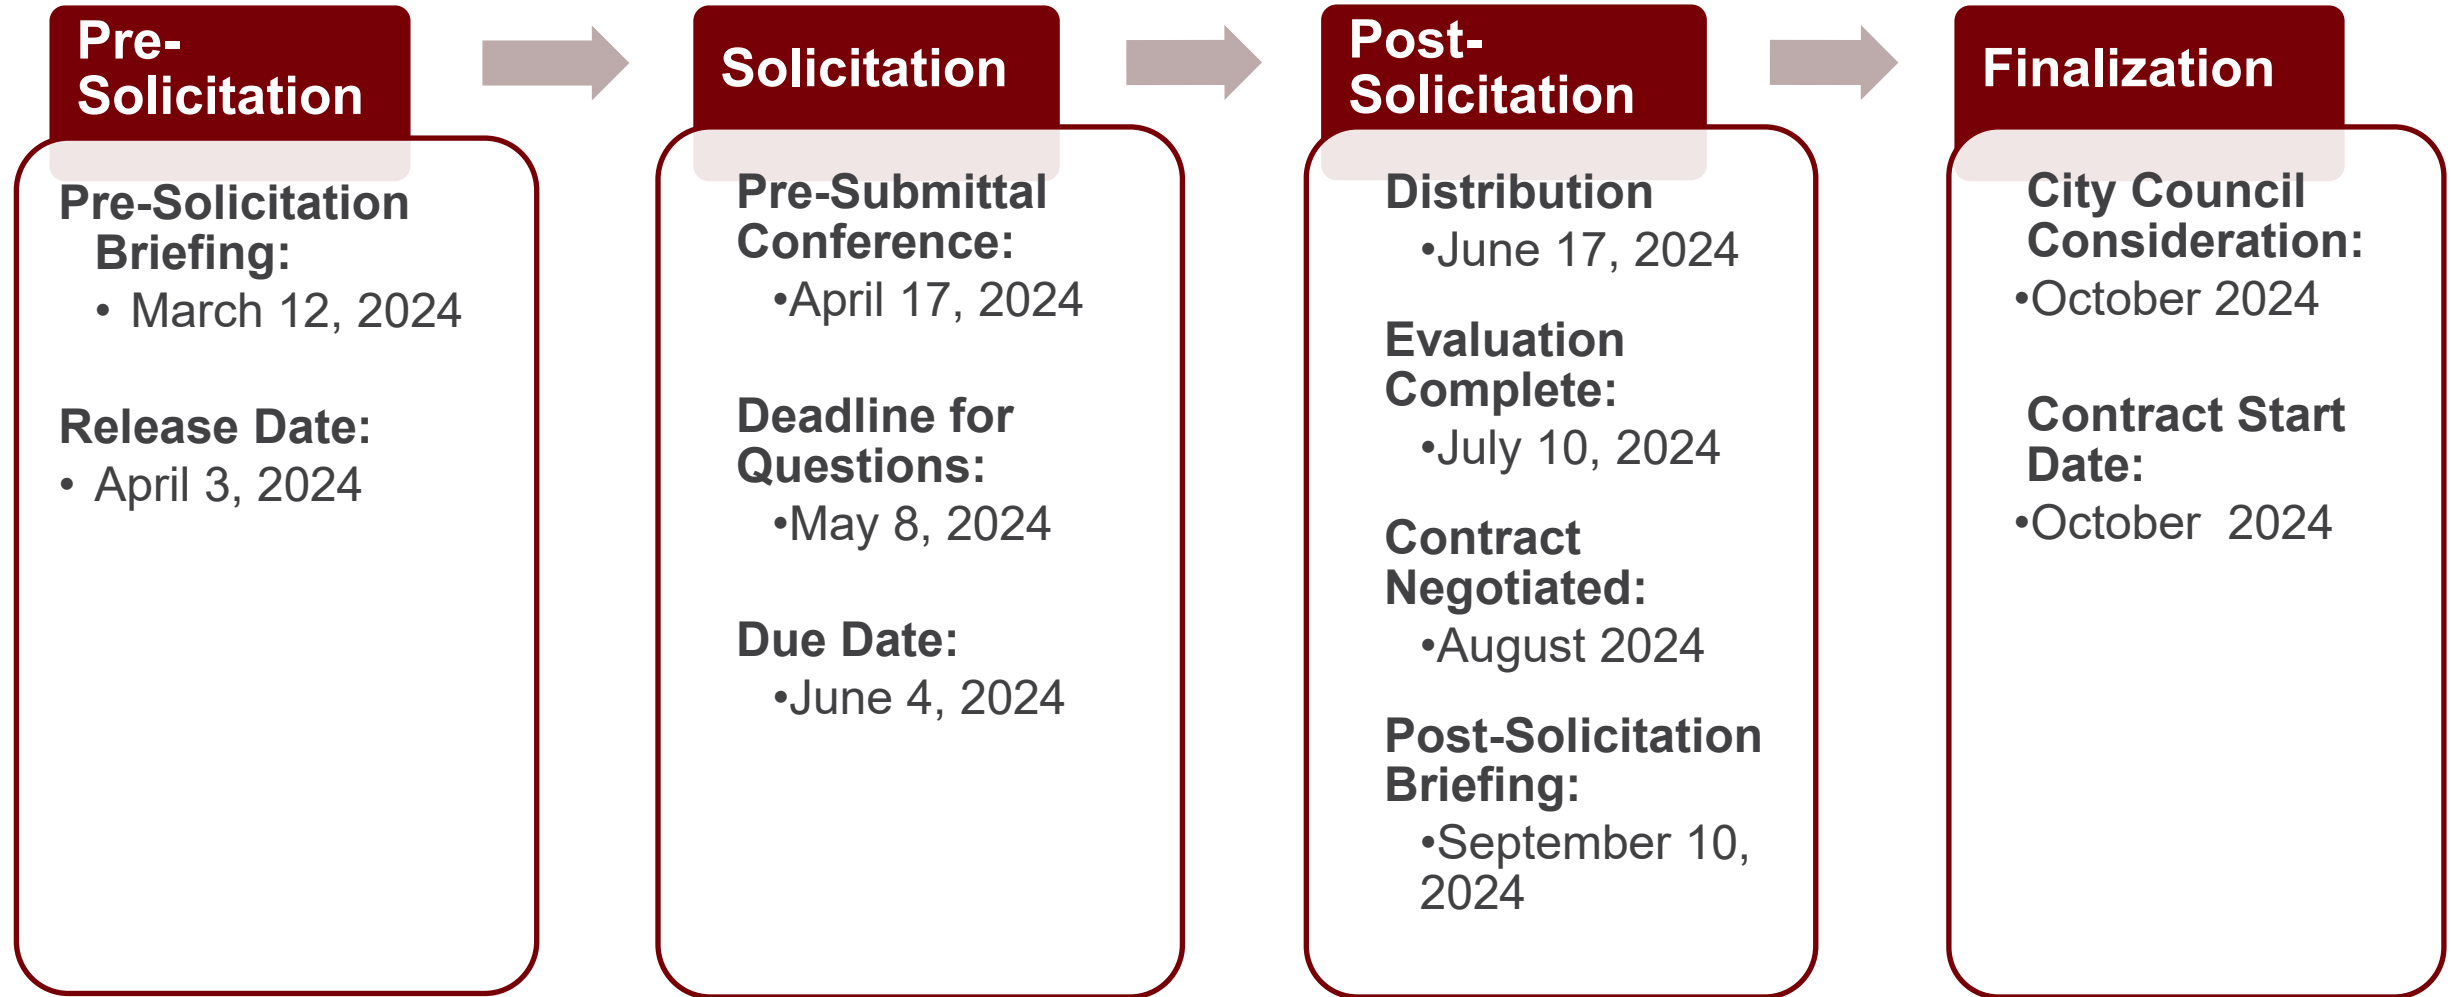 Pre-
Solicitation
Pre-Solicitation
Briefing:
• March 12, 2024
Release Date:
• April 3, 2024
Solicitation
Pre-Submittal
Conference:
•April 17, 2024
Deadline for
Questions:
•May 8, 2024
Due Date:
•June 4, 2024
Post-
Solicitation
Distribution
•June 17, 2024
Evaluation
Complete:
•July 10, 2024
Contract
Negotiated:
•August 2024
Post-Solicitation
Briefing:
•September 10,
2024
Finalization
City Council
Consideration:
•October 2024
Contract Start
Date:
•October  2024